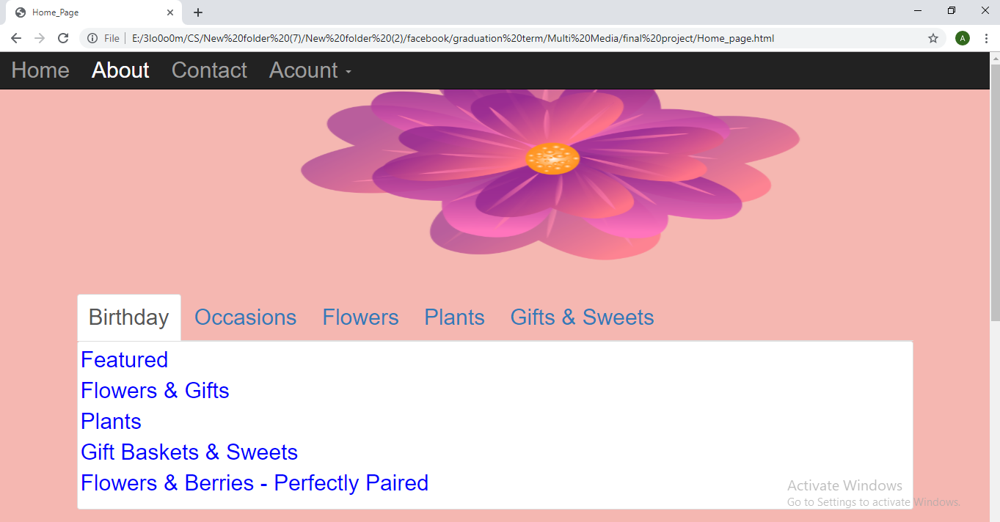 Home_Page
File | E:/3lo0o0m/CS/New%20folder%20(7)/New%20folder%20(2)/facebook/graduation%20term/Multi%20Media/final%20project/Home_page.html
A
Home About Contact Acount
Birthday Occasions Flowers Plants Gifts & Sweets
Featured
Flowers & Gifts
Plants
Gift Baskets & Sweets
Flowers & Berries - Perfectly Paired
Activate Windows
Go to Settings to activate Windows.